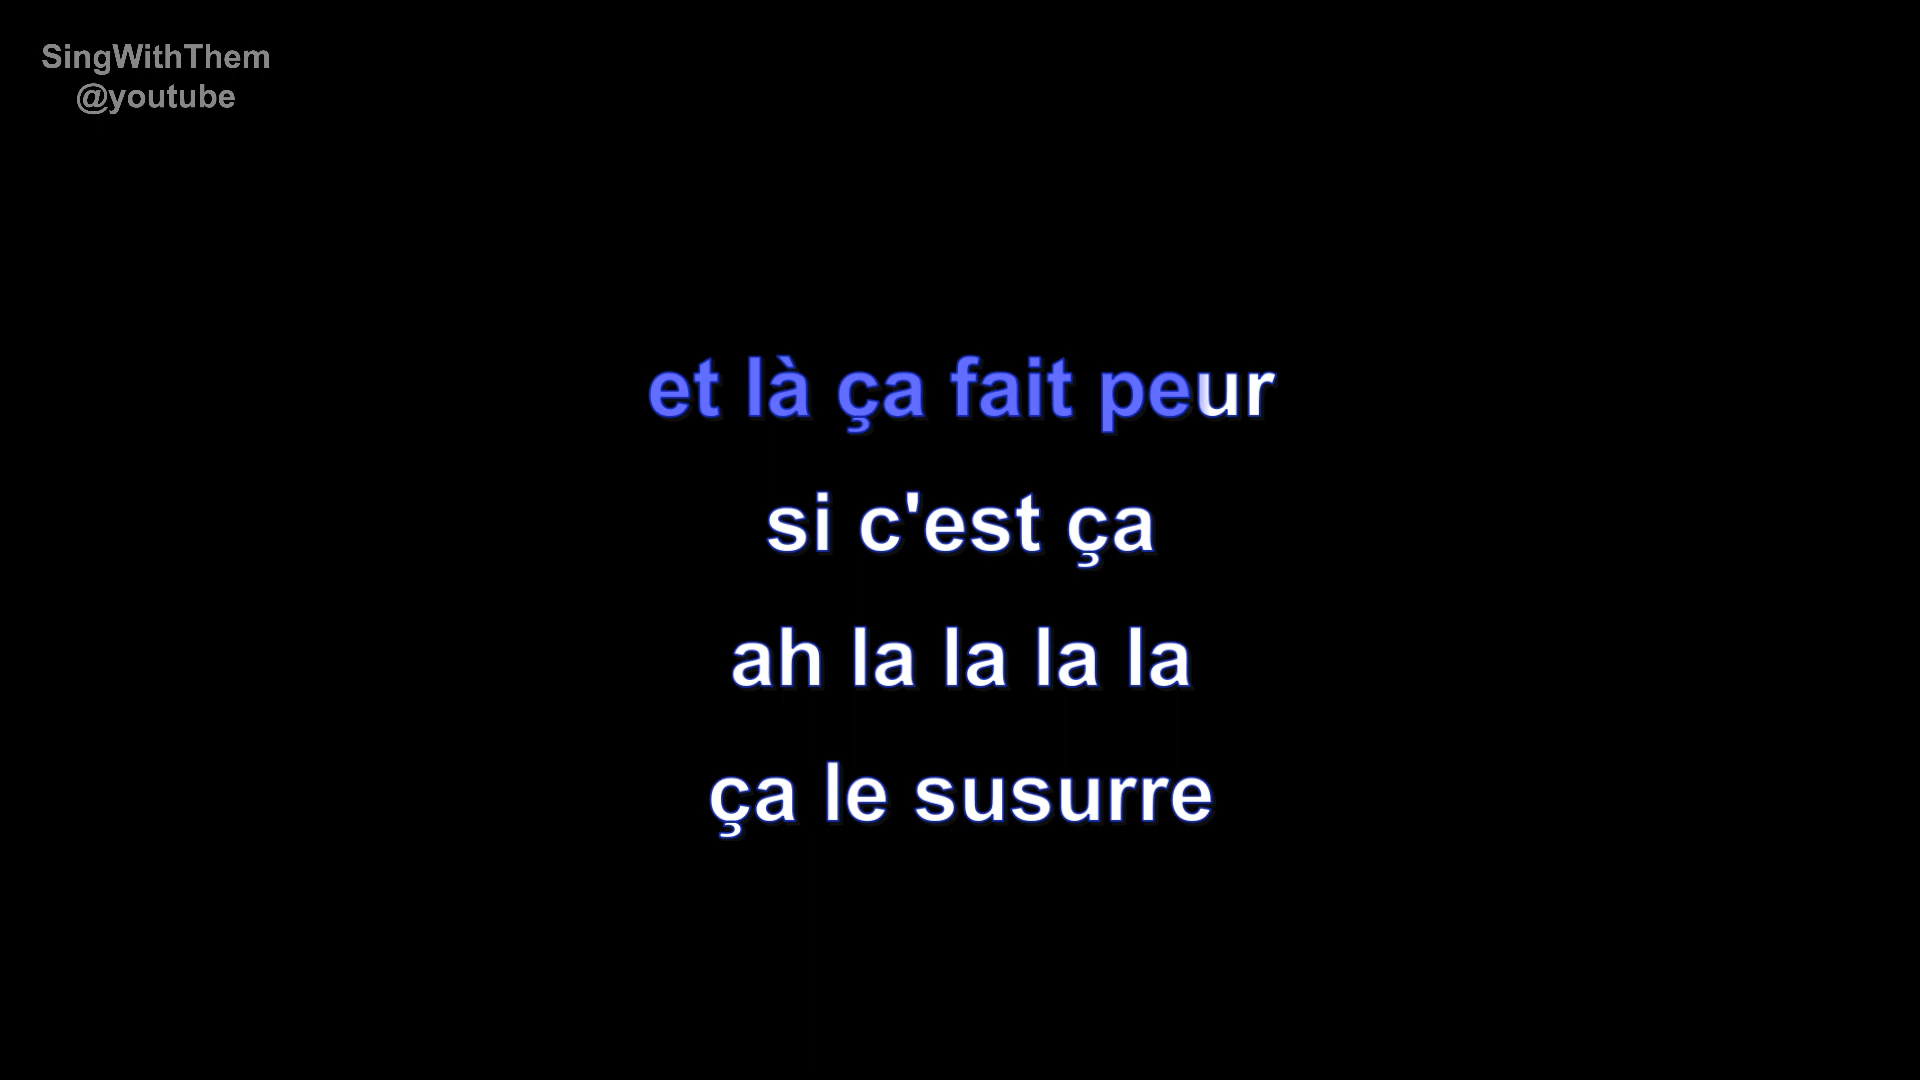 SingWithThem
@youtube
et là ça fait peur
si c'est ça
ah la la la la
ça le susurre